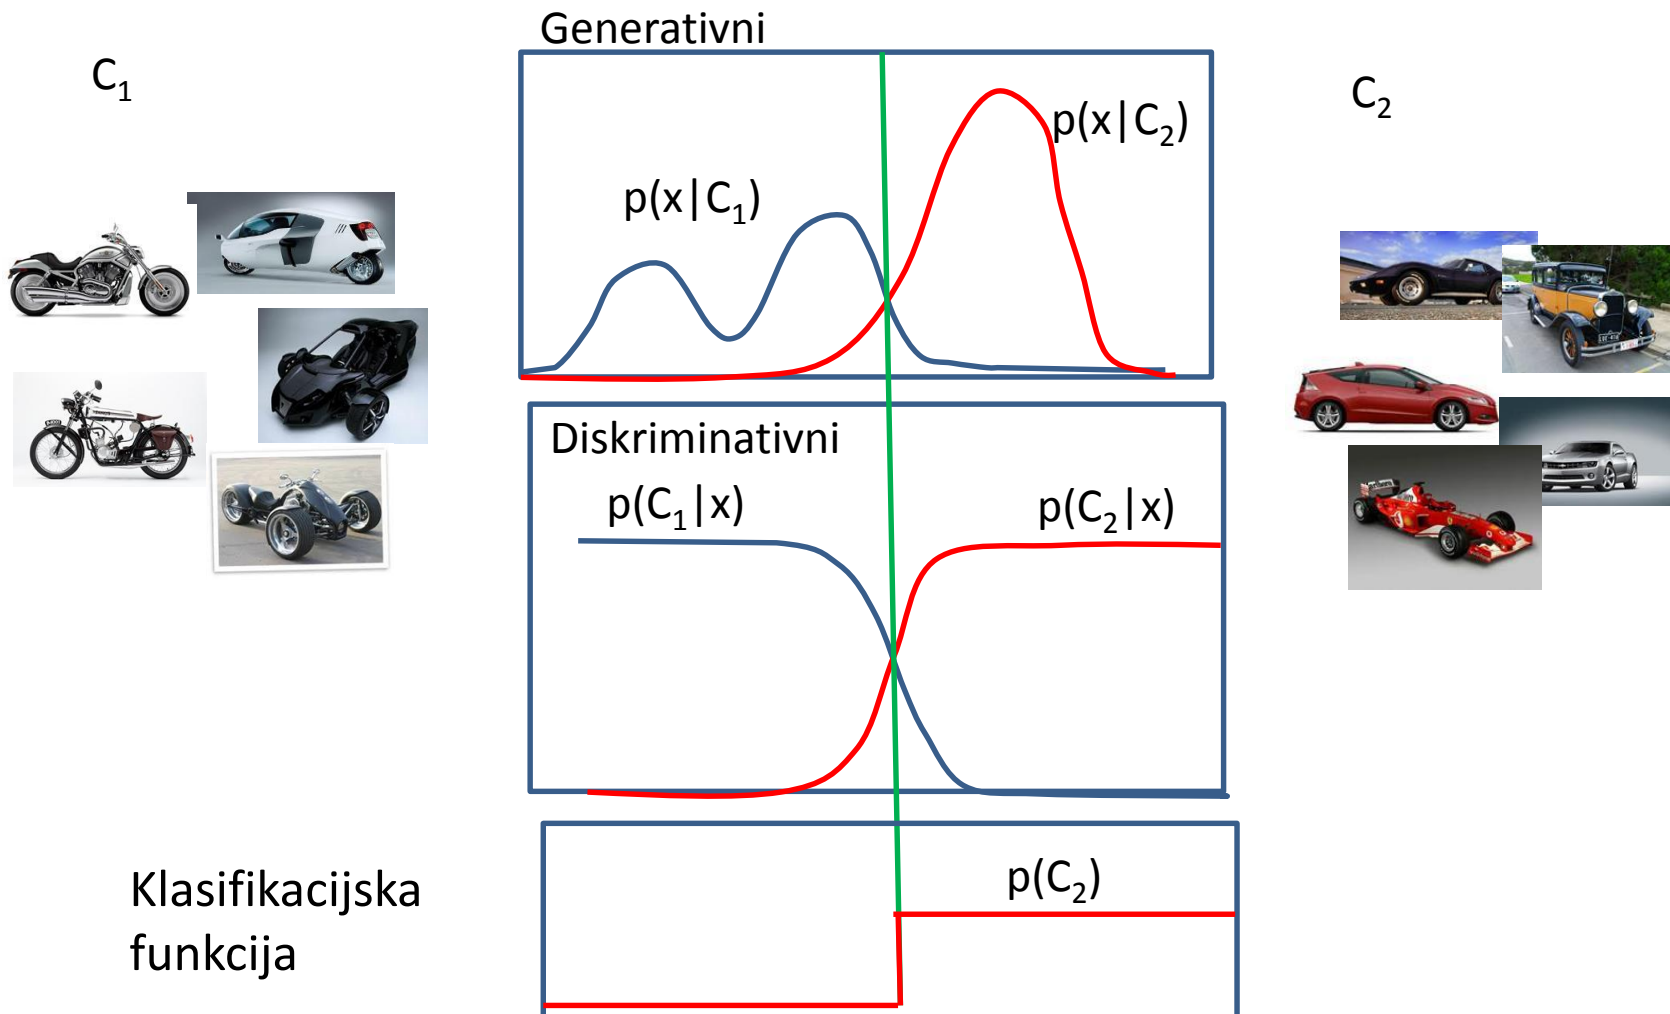 Generativni
C₁
C₂
p(x|C₂)
p(x|C₁)
Diskriminativni
p(C₁|x)
p(C₂|x)
p(C₂)
Klasifikacijska
funkcija